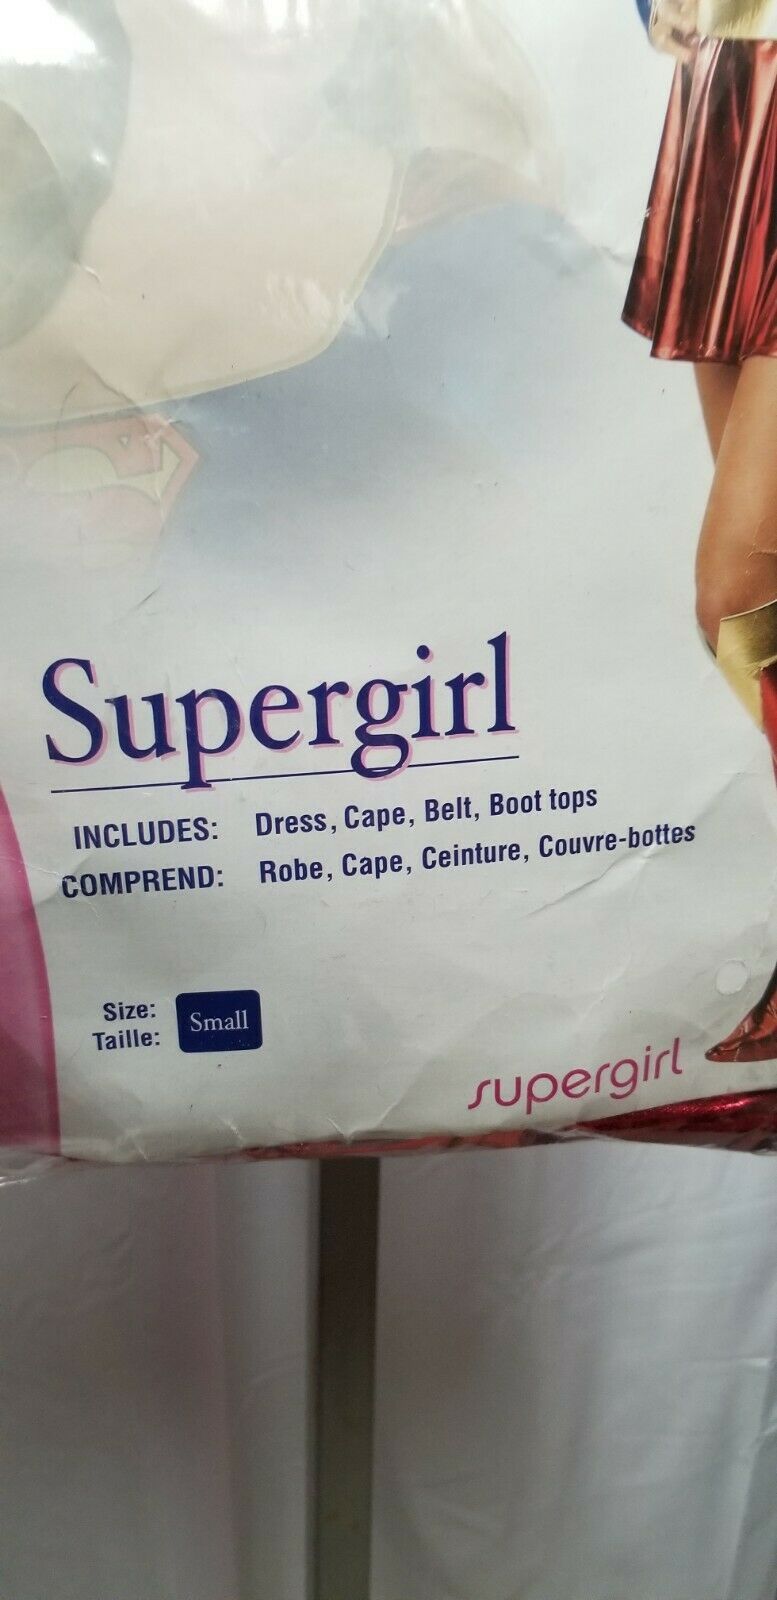 S
Supergirl
INCLUDES: Dress, Cape, Belt, Boot tops
COMPREND: Robe, Cape, Ceinture, Couvre-bottes
Size: Small
Taille:
supergirl